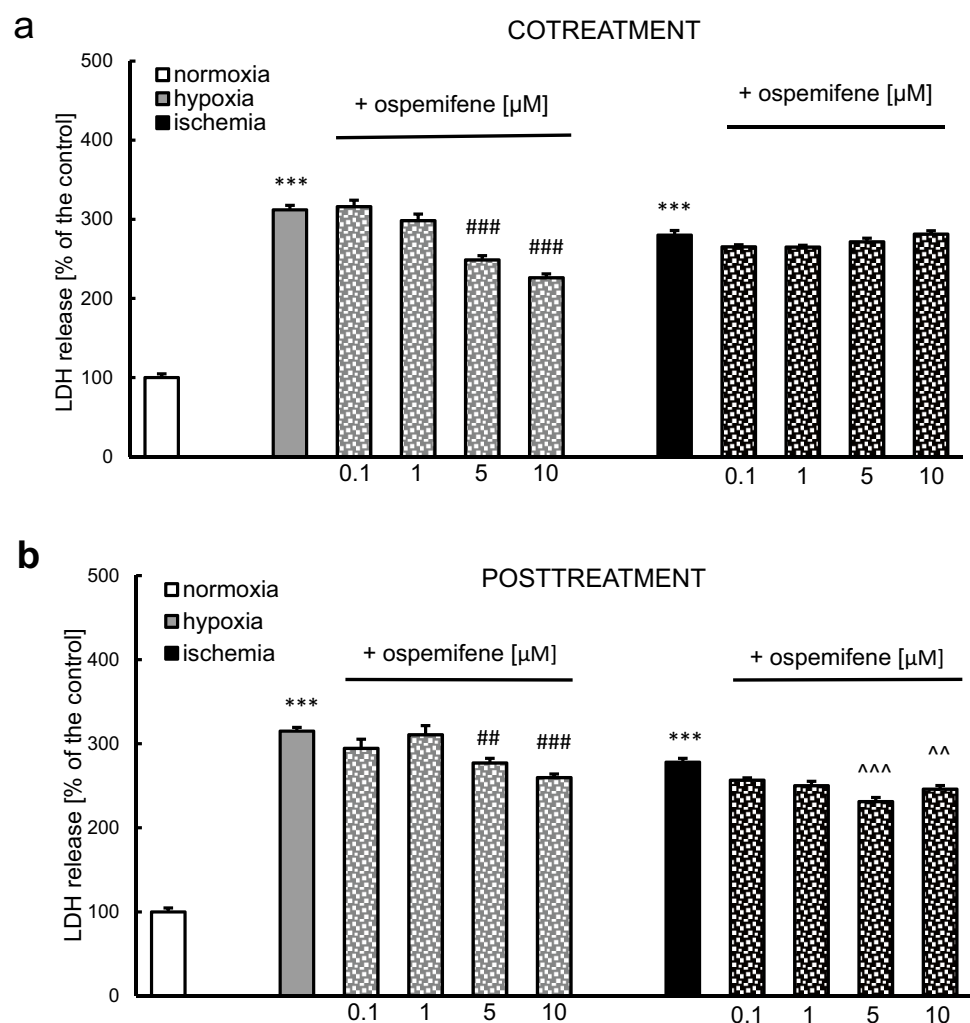 a
COTREATMENT
LDH release [% of the control]
500
400
300
200
100
0
normoxia
hypoxia
ischemia
+ ospemifene [µM]
+ ospemifene [µM]
***
###
###
***
0.1 1 5 10
0.1 1 5 10
b
POSTTREATMENT
LDH release [% of the control]
500
400
300
200
100
0
normoxia
hypoxia
ischemia
+ ospemifene [µM]
+ ospemifene [µM]
***
##
###
***
^^^
^^
0.1 1 5 10
0.1 1 5 10